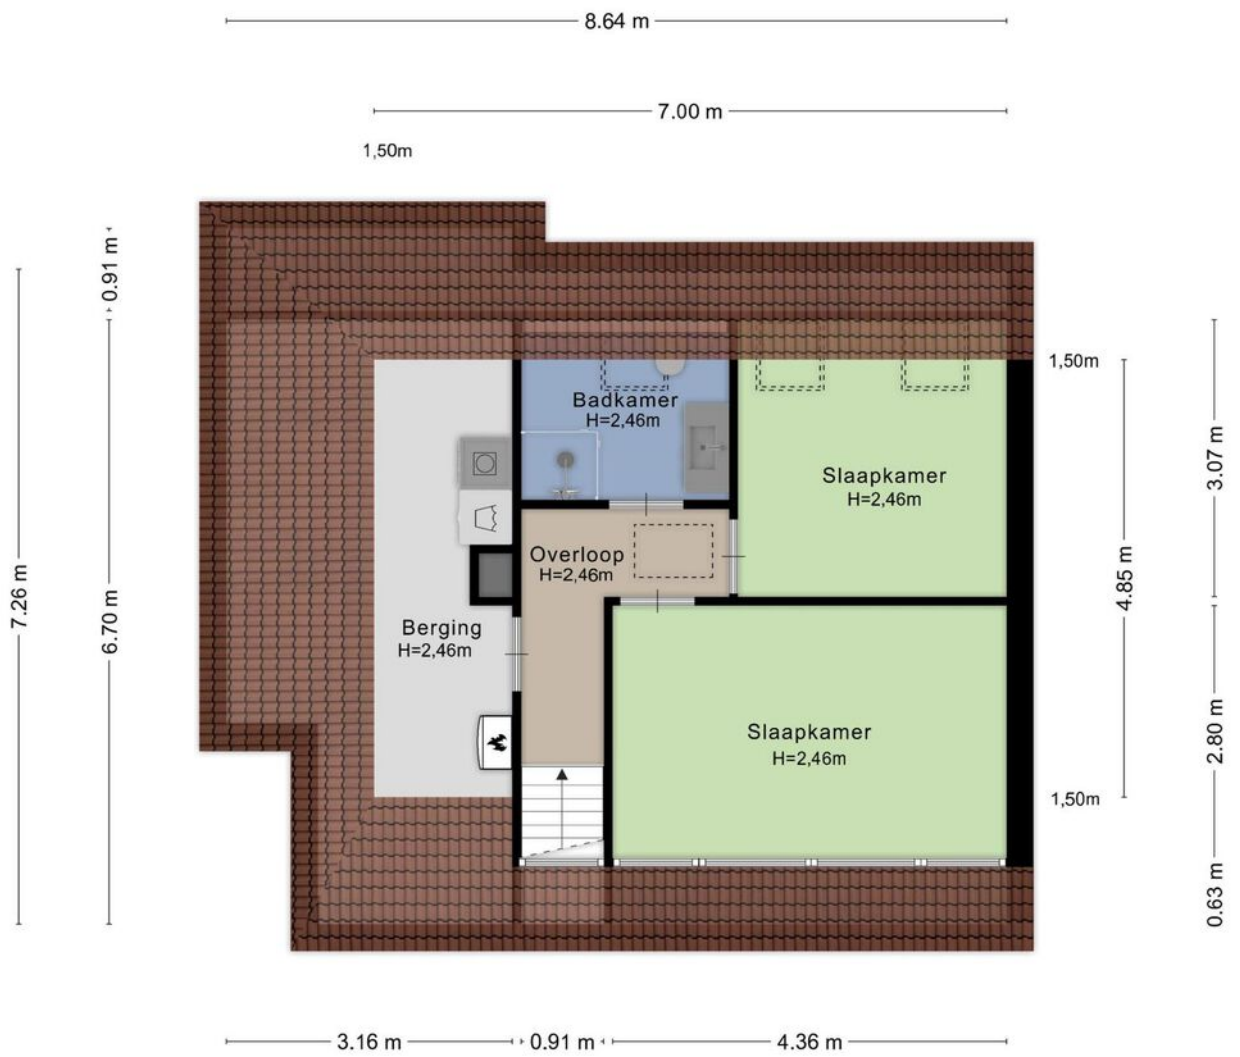 8.64 m
7.00 m
1,50m
0.91 m
7.26 m
6.70 m
Badkamer
H=2,46m
Slaapkamer
H=2,46m
Overloop
H=2,46m
Berging
H=2,46m
Slaapkamer
H=2,46m
1,50m
3.07 m
4.85 m
2.80 m
1,50m
0.63 m
3.16 m
0.91 m
4.36 m